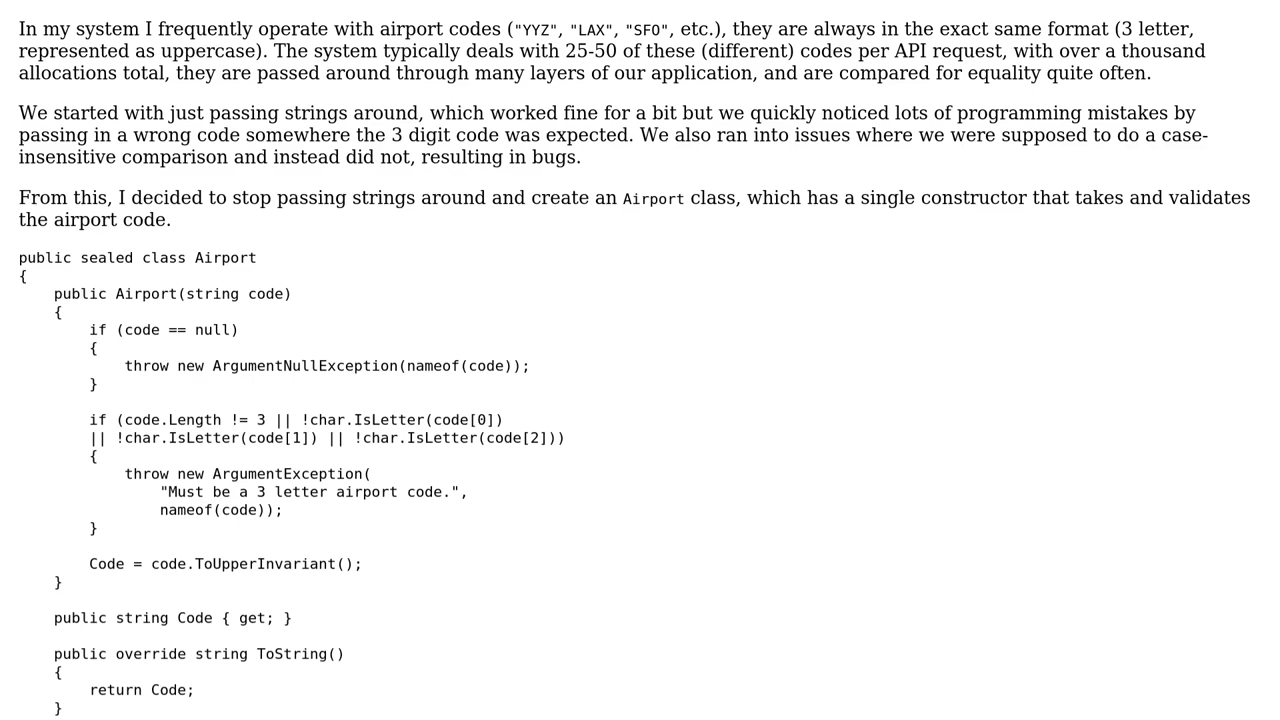 In my system I frequently operate with airport codes ("YYZ", "LAX", "SFO", etc.), they are always in the exact same format (3 letter,
represented as uppercase). The system typically deals with 25-50 of these (different) codes per API request, with over a thousand
allocations total, they are passed around through many layers of our application, and are compared for equality quite often.
We started with just passing strings around, which worked fine for a bit but we quickly noticed lots of programming mistakes by
passing in a wrong code somewhere the 3 digit code was expected. We also ran into issues where we were supposed to do a case-
insensitive comparison and instead did not, resulting in bugs.
From this, I decided to stop passing strings around and create an Airport class, which has a single constructor that takes and validates
the airport code.
public sealed class Airport
{
    public Airport(string code)
    {
        if (code == null)
        {
            throw new ArgumentNullException(nameof(code));
        }

        if (code.Length != 3 || !char.IsLetter(code[0])
        || !char.IsLetter(code[1]) || !char.IsLetter(code[2]))
        {
            throw new ArgumentException(
                "Must be a 3 letter airport code.",
                nameof(code));
        }

        Code = code.ToUpperInvariant();
    }

    public string Code { get; }

    public override string ToString()
    {
        return Code;
    }